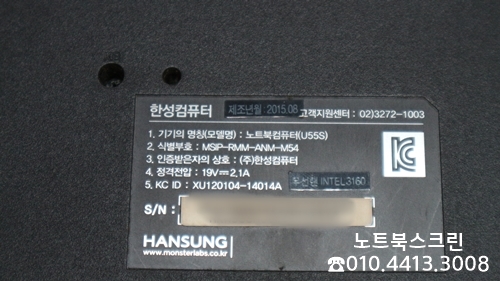 한성컴퓨터 제조년월 : 2015.08 고객지원센터 : 02)3272-1003
1. 기기의 명칭(모델명) : 노트북컴퓨터(U55S)
2. 식별부호 : MSIP-RMM-ANM-M54
3. 인증받은자의 상호 : (주)한성컴퓨터
4. 정격전압 : 19V⎓2.1A
5. KC ID : XU120104-14014A 무선랜 INTEL3160
S/N :
HANSUNG
www.monsterlabs.co.kr
노트북스크린
☎010.4413.3008